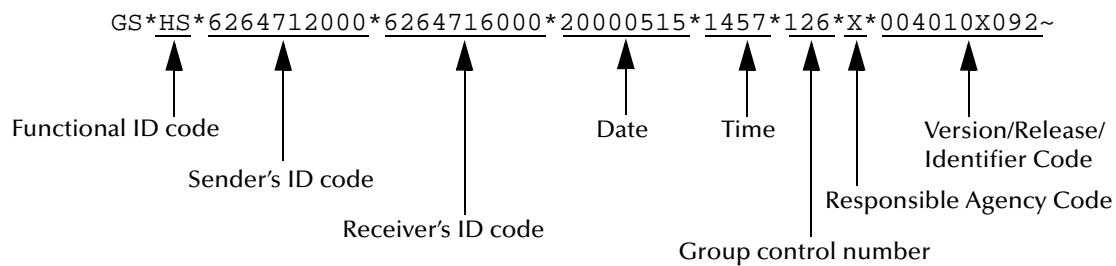 GS*HS*6264712000*6264716000*20000515*1457*126*X*004010X092~
Functional ID code
Date
Time
Version/Release/
Identifier Code
Sender's ID code
Responsible Agency Code
Receiver's ID code
Group control number